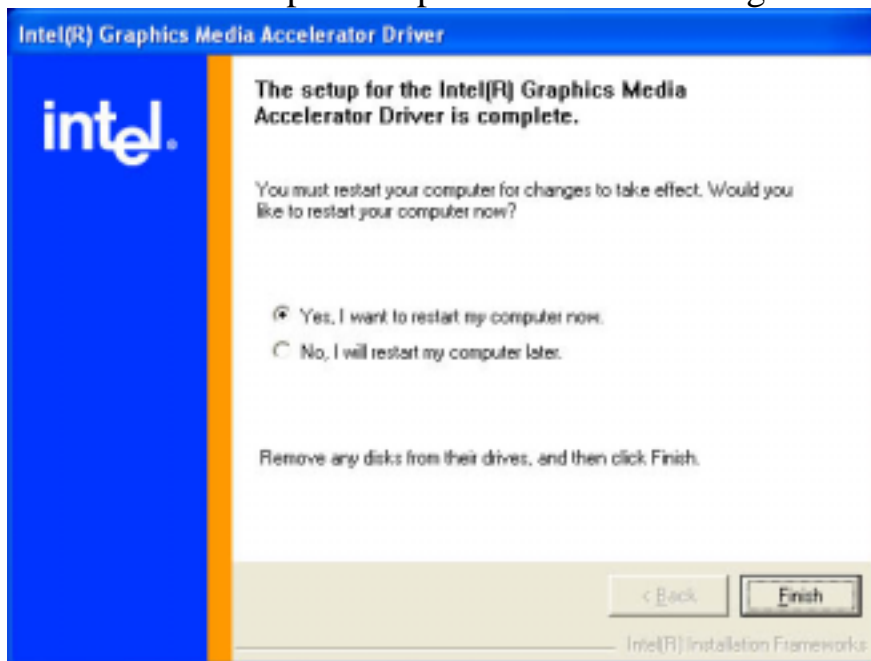 Intel(R) Graphics Media Accelerator Driver
intel.
The setup for the Intel(R) Graphics Media
Accelerator Driver is complete.
You must restart your computer for changes to take effect. Would you
like to restart your computer now?
Yes, I want to restart my computer now.
No, I will restart my computer later.
Remove any disks from their drives, and then click Finish.
< Back
Finish
Intel(R) Installation Frameworks